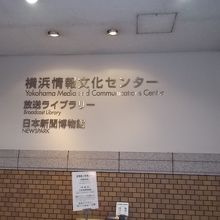 横浜情報文化センター
Yokohama Media and Communications Center
放送ライブラリー
Broadcast Library
日本新聞博物館
NEWSPARK